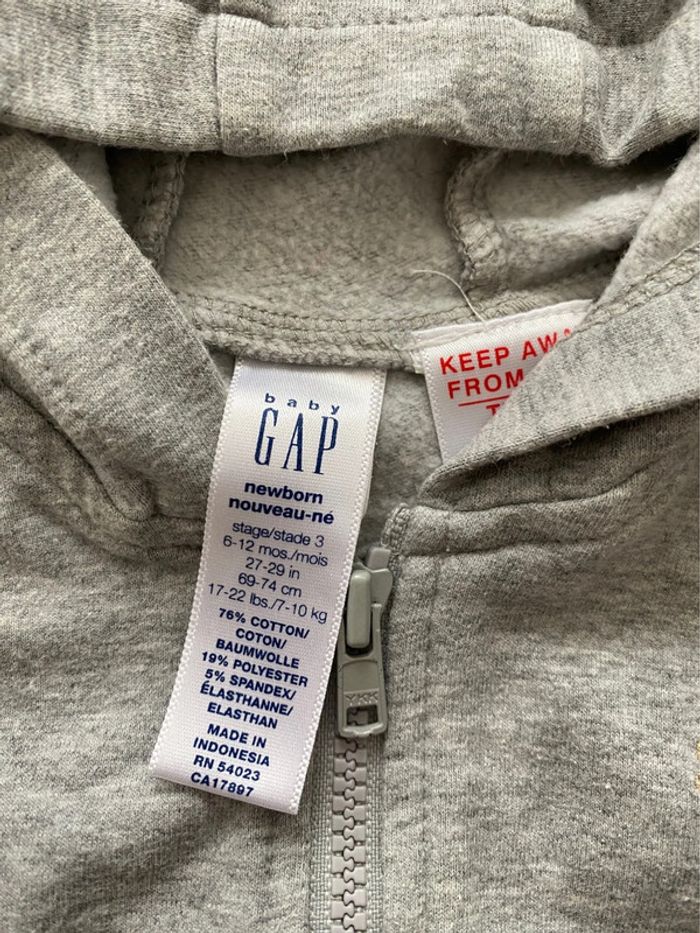 baby
GAP
newborn
nouveau-né
stage/stade 3
6-12 mos./mois
27-29 in
69-74 cm
17-22 lbs./7-10 kg
76% COTTON/
COTON/
BAUMWOLLE
19% POLYESTER
5% SPANDEX/
ÉLASTHANNE/
ELASTHAN
MADE IN
INDONESIA
RN 54023
CA17897
KEEP
FROM